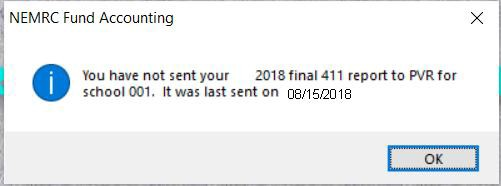 NEMRC Fund Accounting
You have not sent your 2018 final 411 report to PVR for
school 001. It was last sent on 08/15/2018
OK